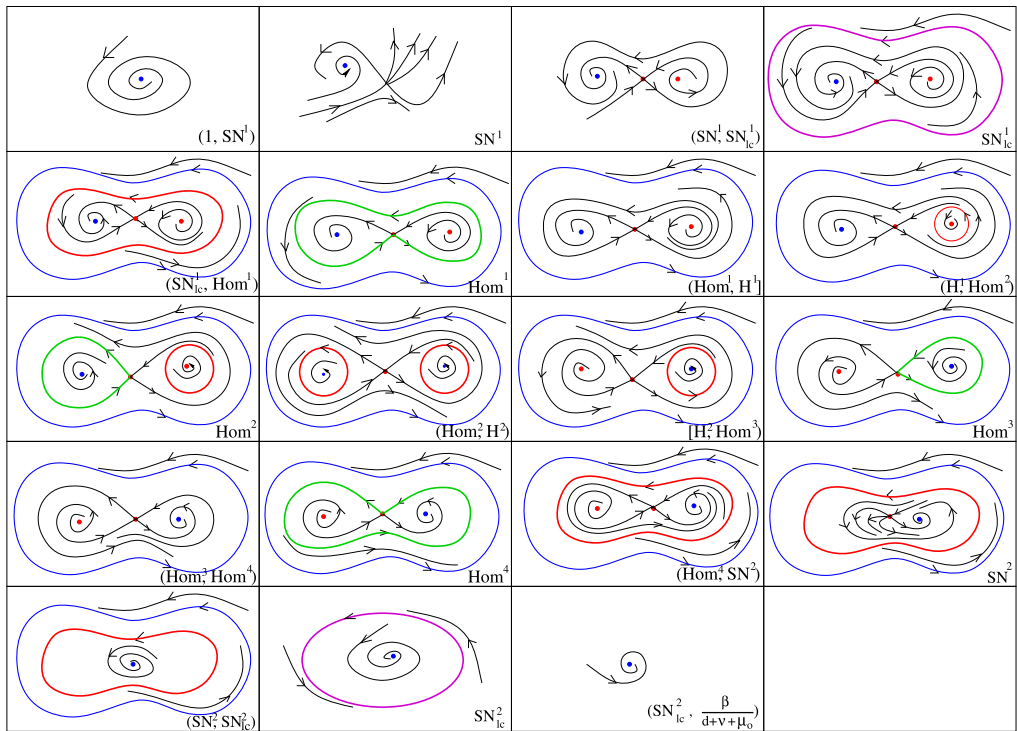 (1, SN¹)
SN¹
(SN¹, SN¹lc)
SN¹lc
(SN¹lc, Hom¹)
Hom¹
(Hom¹, H¹]
(H¹, Hom²)
Hom²
(Hom², H²)
[H², Hom³)
Hom³
(Hom³, Hom⁴)
Hom⁴
(Hom⁴, SN²)
SN²
(SN², SN²lc)
SN²lc
(SN²lc, β/(d+ν+μ₀))